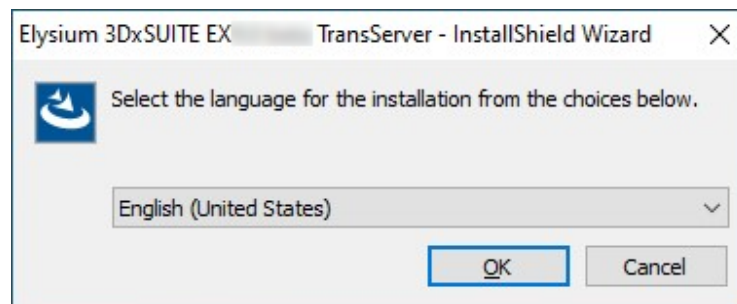 Elysium 3DxSUITE EX TransServer - InstallShield Wizard
Select the language for the installation from the choices below.
English (United States)
OK Cancel